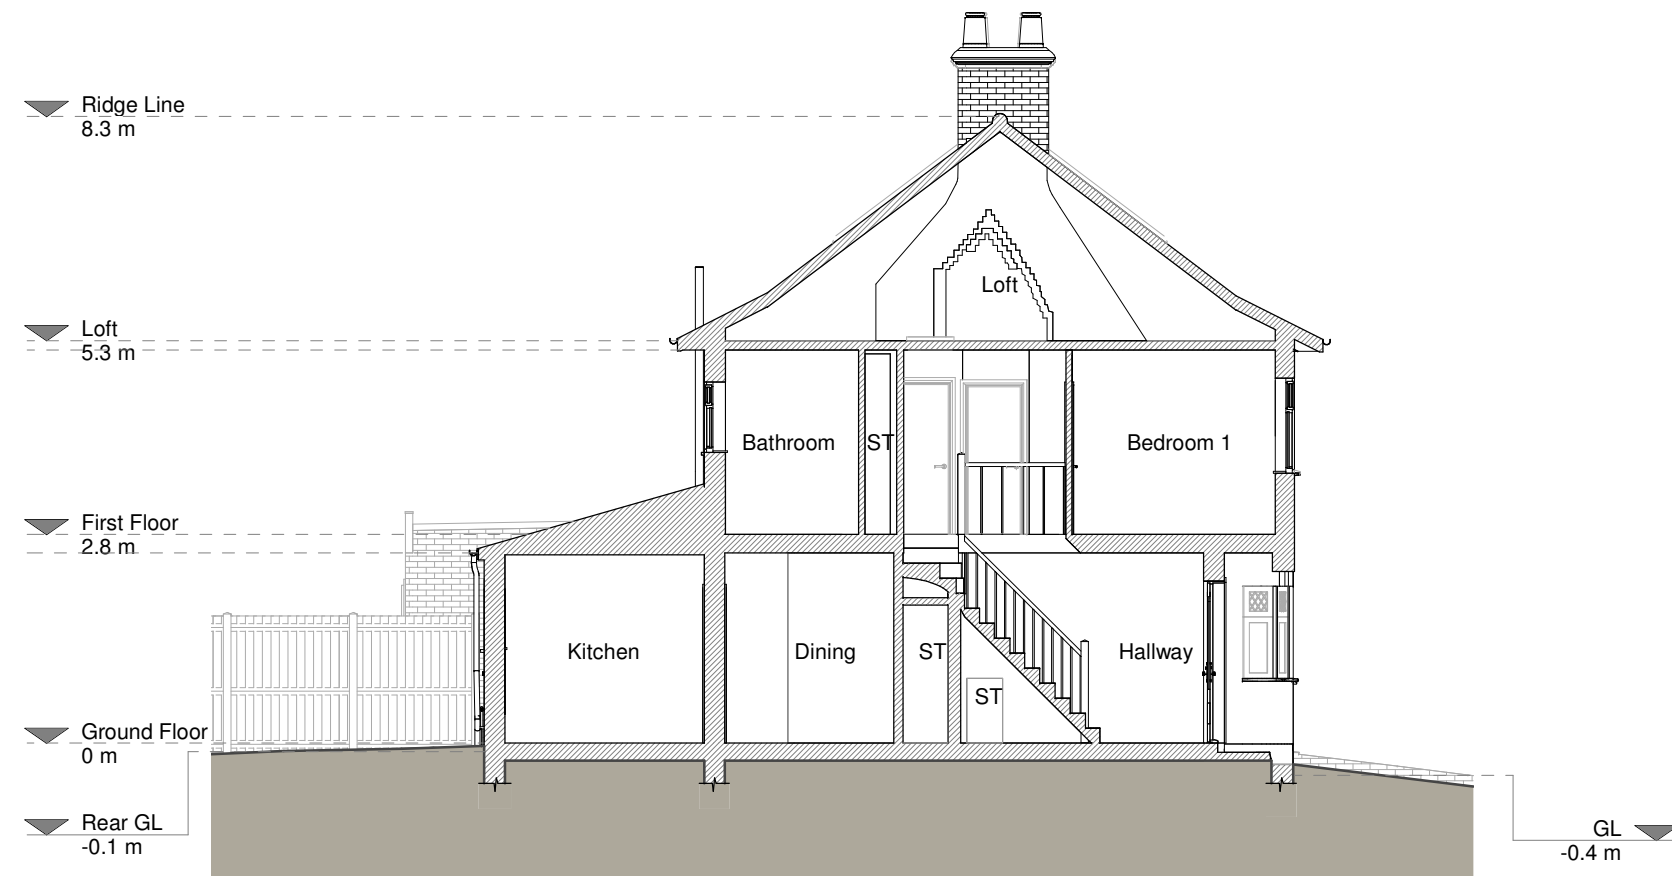 Ridge Line
8.3 m
Loft
5.3 m
Loft
Bathroom
ST
Bedroom 1
First Floor
2.8 m
Kitchen
Dining
ST
Hallway
ST
Ground Floor
0 m
Rear GL
-0.1 m
GL
-0.4 m